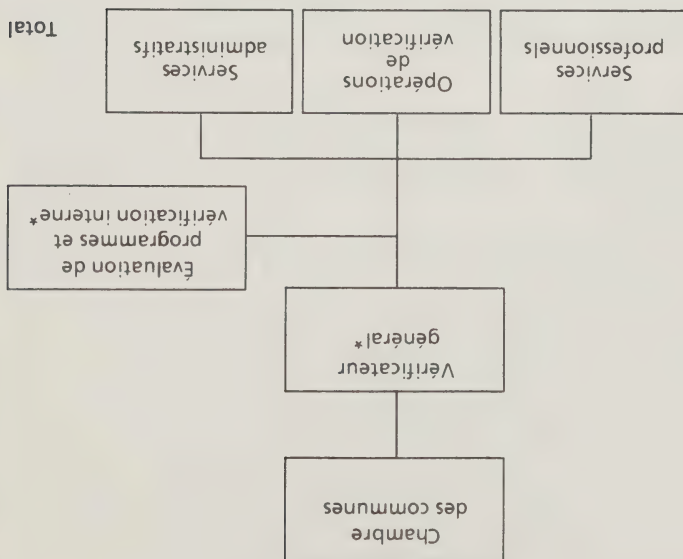 Chambre
des communes
Vérificateur
général*
Évaluation de
programmes et
vérification interne*
Services
professionnels
Opérations
de
vérification
Services
administratifs
Total